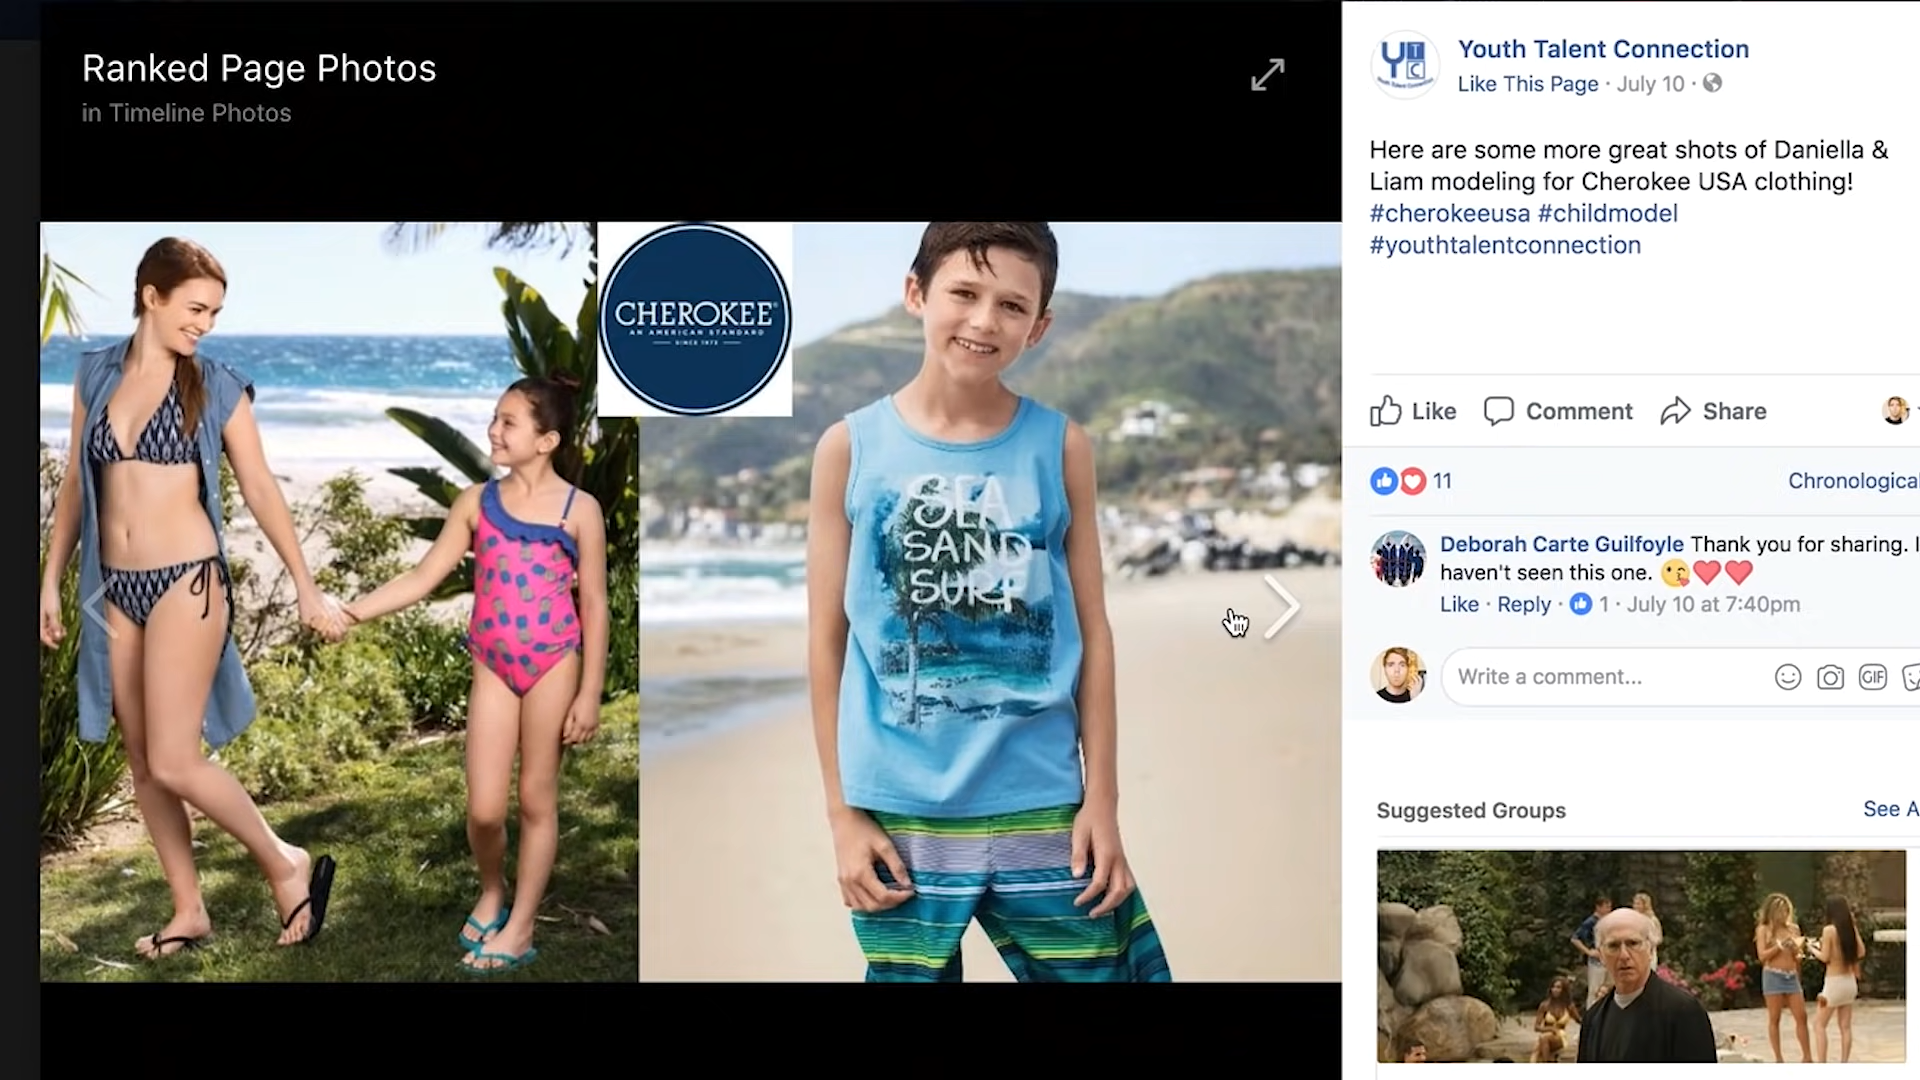 Ranked Page Photos
in Timeline Photos
CHEROKEE
AN AMERICAN STANDARD
SINCE 1973
SEA
SAND
SURF
YTC
Youth Talent Connection
Like This Page · July 10 ·
Here are some more great shots of Daniella &
Liam modeling for Cherokee USA clothing!
#cherokeeusa #childmodel
#youthtalentconnection
Like Comment Share
11 Chronological
Deborah Carte Guilfoyle Thank you for sharing. I
haven't seen this one. 😘❤️❤️
Like · Reply · 1 · July 10 at 7:40pm
Write a comment...
GIF
Suggested Groups
See A